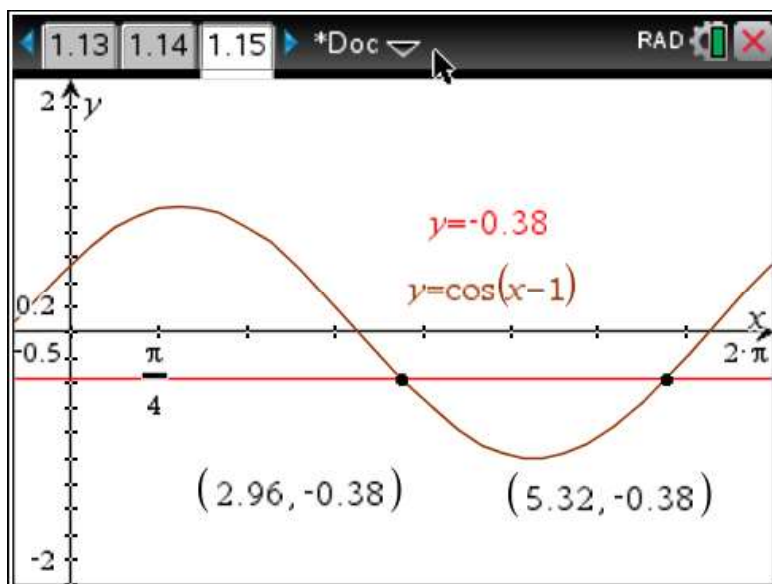 1.13 1.14 1.15 *Doc RAD
2 y
y=-0.38
y=cos(x-1)
0.2
x
-0.5
π
4
2·π
(2.96,-0.38) (5.32,-0.38)
-2